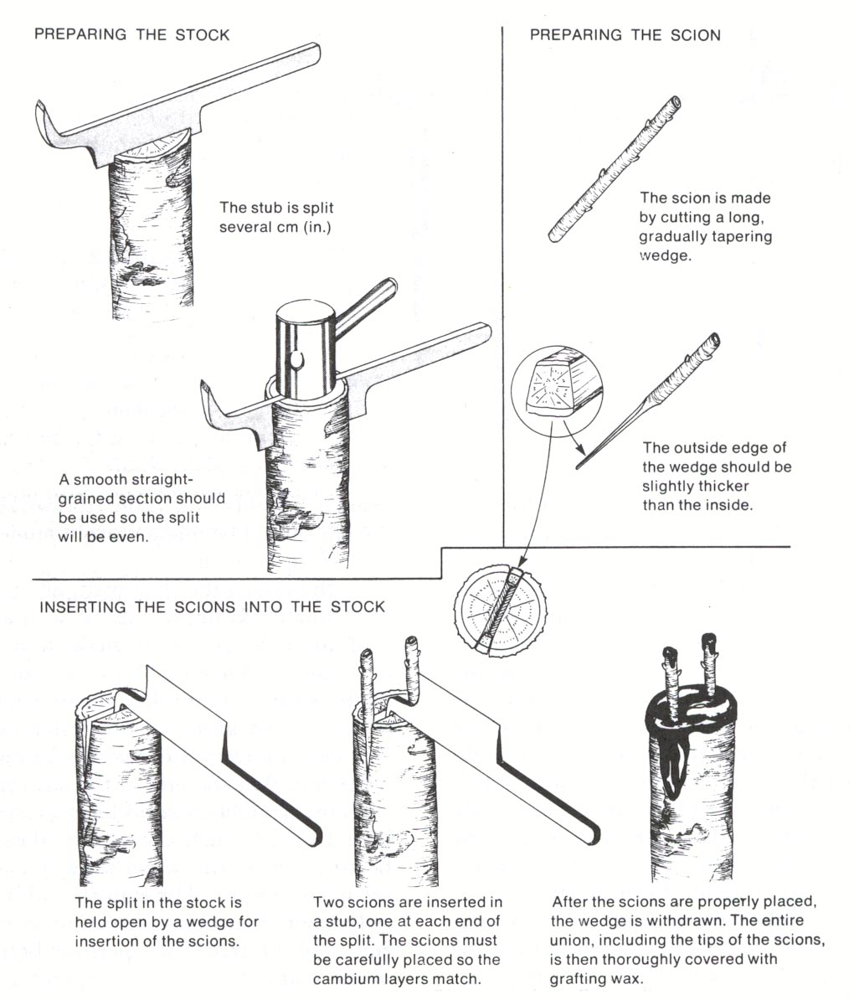 PREPARING THE STOCK
The stub is split
several cm (in.)
A smooth straight-
grained section should
be used so the split
will be even.
PREPARING THE SCION
The scion is made
by cutting a long,
gradually tapering
wedge.
The outside edge of
the wedge should be
slightly thicker
than the inside.
INSERTING THE SCIONS INTO THE STOCK
The split in the stock is
held open by a wedge for
insertion of the scions.
Two scions are inserted in
a stub, one at each end of
the split. The scions must
be carefully placed so the
cambium layers match.
After the scions are properly placed,
the wedge is withdrawn. The entire
union, including the tips of the scions,
is then thoroughly covered with
grafting wax.